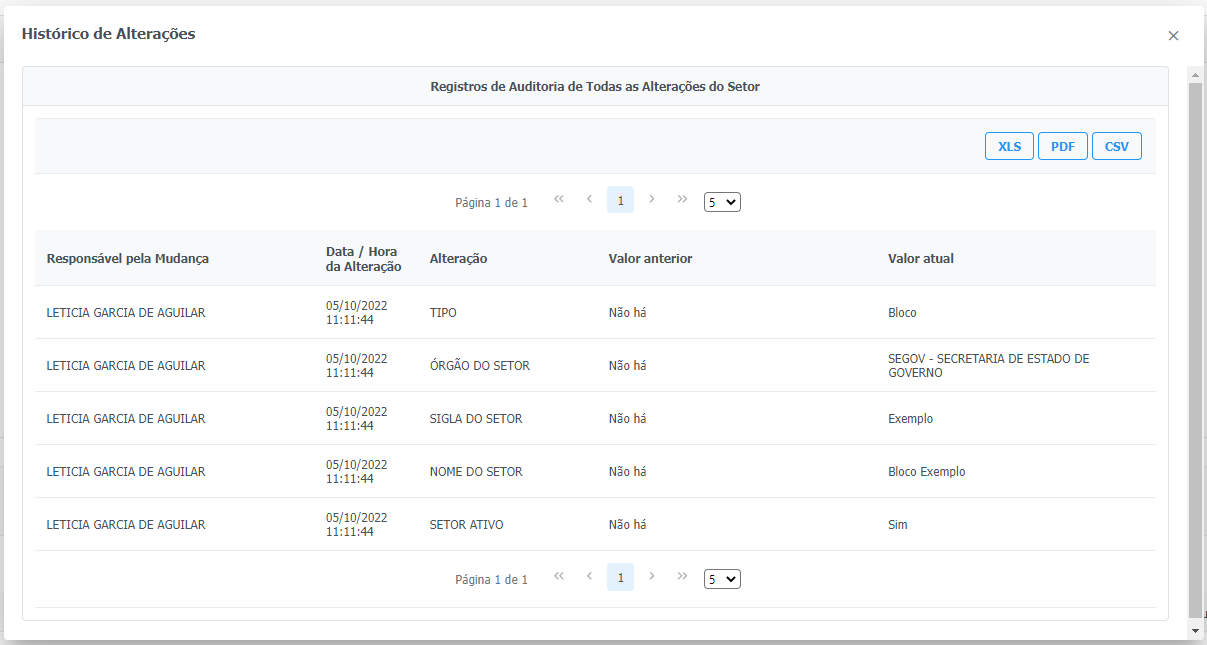 Histórico de Alterações
Registros de Auditoria de Todas as Alterações do Setor
XLS PDF CSV
Página 1 de 1 « ‹ 1 › » 5
Responsável pela Mudança Data / Hora da Alteração Alteração Valor anterior Valor atual
LETICIA GARCIA DE AGUILAR 05/10/2022 11:11:44 TIPO Não há Bloco
LETICIA GARCIA DE AGUILAR 05/10/2022 11:11:44 ÓRGÃO DO SETOR Não há SEGOV - SECRETARIA DE ESTADO DE GOVERNO
LETICIA GARCIA DE AGUILAR 05/10/2022 11:11:44 SIGLA DO SETOR Não há Exemplo
LETICIA GARCIA DE AGUILAR 05/10/2022 11:11:44 NOME DO SETOR Não há Bloco Exemplo
LETICIA GARCIA DE AGUILAR 05/10/2022 11:11:44 SETOR ATIVO Não há Sim
Página 1 de 1 « ‹ 1 › » 5